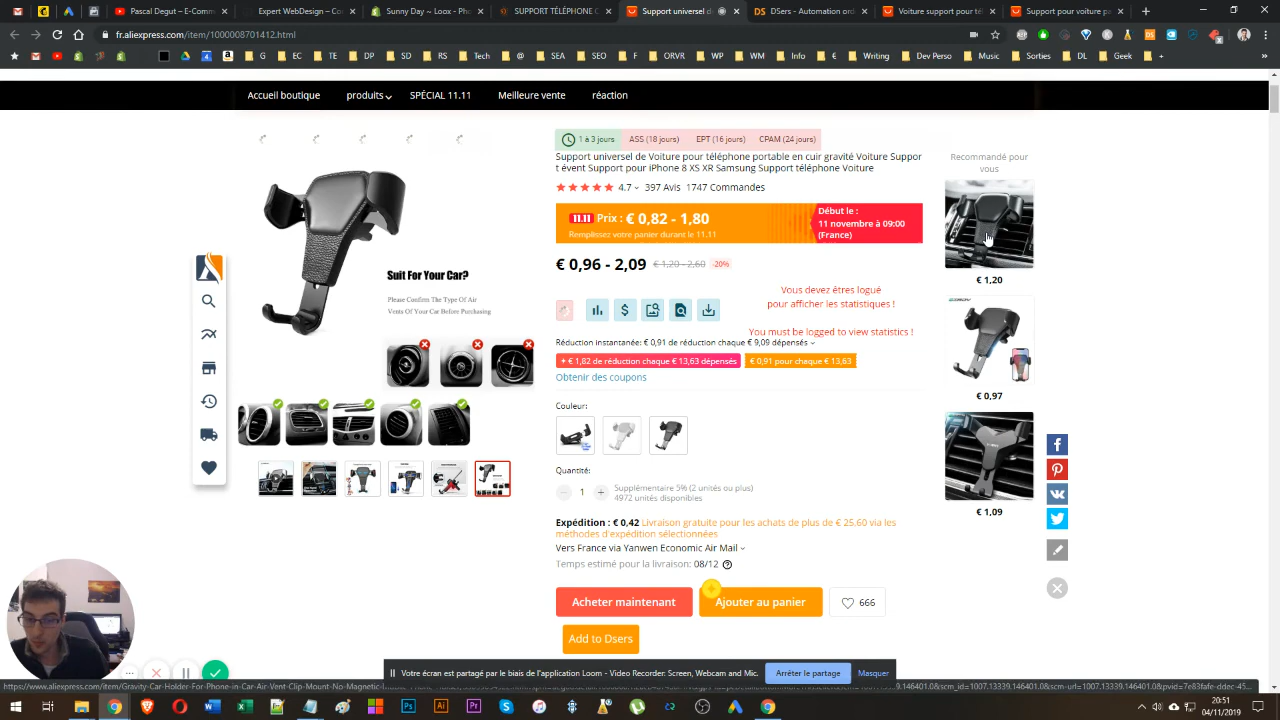 Pascal Degut – E-Comm
Expert WebDesign – Co
Sunny Day ~ Loox - Pho
SUPPORT TÉLÉPHONE C
Support universel d
DSers - Automation ord
Voiture support de té
Support pour voiture po
fr.aliexpress.com/item/1000008701412.html
G
EC
TE
DP
SD
RS
Tech
@
SEA
SEO
F
ORVR
WP
WM
Info
€
Writing
Dev Perso
Music
Sorties
DL
Geek
+
Accueil boutique
produits
SPÉCIAL 11.11
Meilleure vente
réaction
1 à 3 jours
ASS (18 jours)
EPT (16 jours)
CPAM (24 jours)
Support universel de Voiture pour téléphone portable en cuir gravité Voiture Suppor
t évent Support pour iPhone 8 XS XR Samsung Support téléphone Voiture
4.7
397 Avis
1747 Commandes
11.11 Prix : € 0,82 - 1,80
Remplissez votre panier durant le 11.11
Début le :
11 novembre à 09:00
(France)
€ 0,96 - 2,09
€ 1,20 - 2,60
-20%
Vous devez êtres logué
pour afficher les statistiques !
You must be logged to view statistics !
Réduction instantanée: € 0,91 de réduction chaque € 9,09 dépensés
€ 1,82 de réduction chaque € 13,63 dépensés
€ 0,91 pour chaque € 13,63
Obtenir des coupons
Couleur:
Quantité:
1
Supplémentaire 5% (2 unités ou plus)
4972 unités disponibles
Expédition : € 0,42 Livraison gratuite pour les achats de plus de € 25,60 via les
méthodes d'expédition sélectionnées
Vers France via Yanwen Economic Air Mail
Temps estimé pour la livraison: 08/12
Acheter maintenant
Ajouter au panier
666
Add to Dsers
Suit For Your Car?
Please Confirm The Type Of Air
Vents Of Your Car Before Purchasing
Recommandé pour
vous
€ 1,20
€ 0,97
€ 1,09
Votre écran est partagé par le biais de l'application Loom - Video Recorder: Screen, Webcam and Mic.
Arrêter le partage
Masquer
20:51
04/11/2019